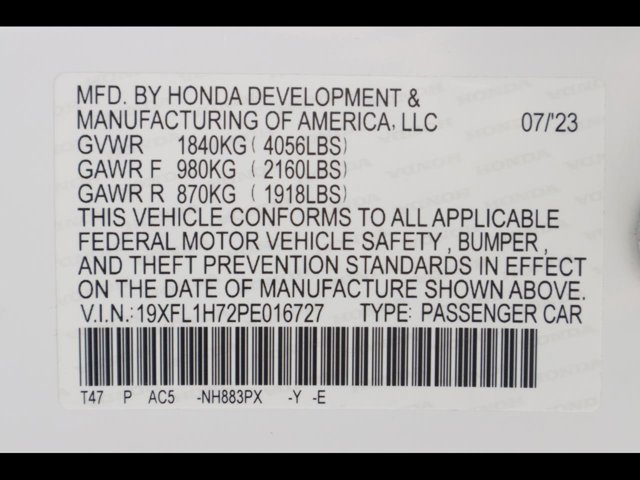 MFD. BY HONDA DEVELOPMENT &
MANUFACTURING OF AMERICA, LLC 07/'23
GVWR 1840KG ( 4056LBS)
GAWR F 980KG ( 2160LBS)
GAWR R 870KG ( 1918LBS)
THIS VEHICLE CONFORMS TO ALL APPLICABLE
FEDERAL MOTOR VEHICLE SAFETY , BUMPER ,
AND THEFT PREVENTION STANDARDS IN EFFECT
ON THE DATE OF MANUFACTURE SHOWN ABOVE.
V.I.N.:19XFL1H72PE016727 TYPE: PASSENGER CAR
T47 P AC5 -NH883PX -Y -E